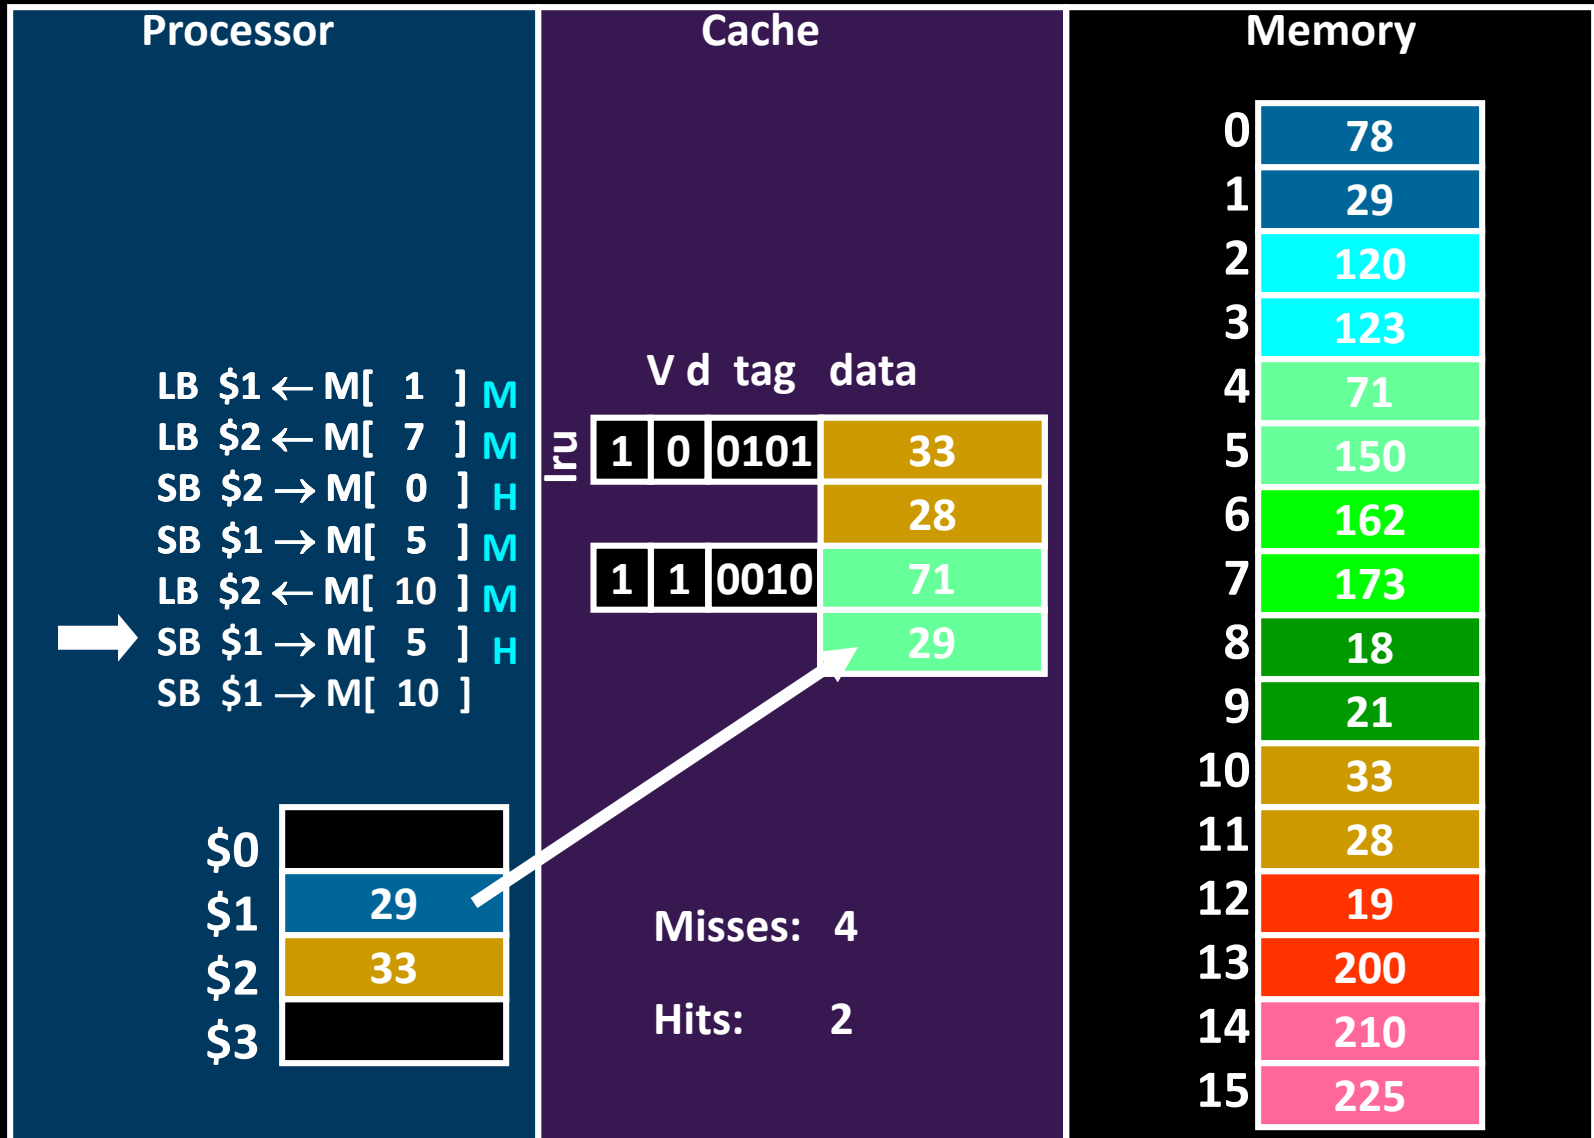 Processor
LB $1 ← M[ 1 ] M
LB $2 ← M[ 7 ] M
SB $2 → M[ 0 ] H
SB $1 → M[ 5 ] M
LB $2 ← M[ 10 ] M
SB $1 → M[ 5 ] H
SB $1 → M[ 10 ]
$0
$1 29
$2 33
$3
Cache
V d tag data
lru
1 0 0101 33
28
1 1 0010 71
29
Misses: 4
Hits: 2
Memory
0 78
1 29
2 120
3 123
4 71
5 150
6 162
7 173
8 18
9 21
10 33
11 28
12 19
13 200
14 210
15 225